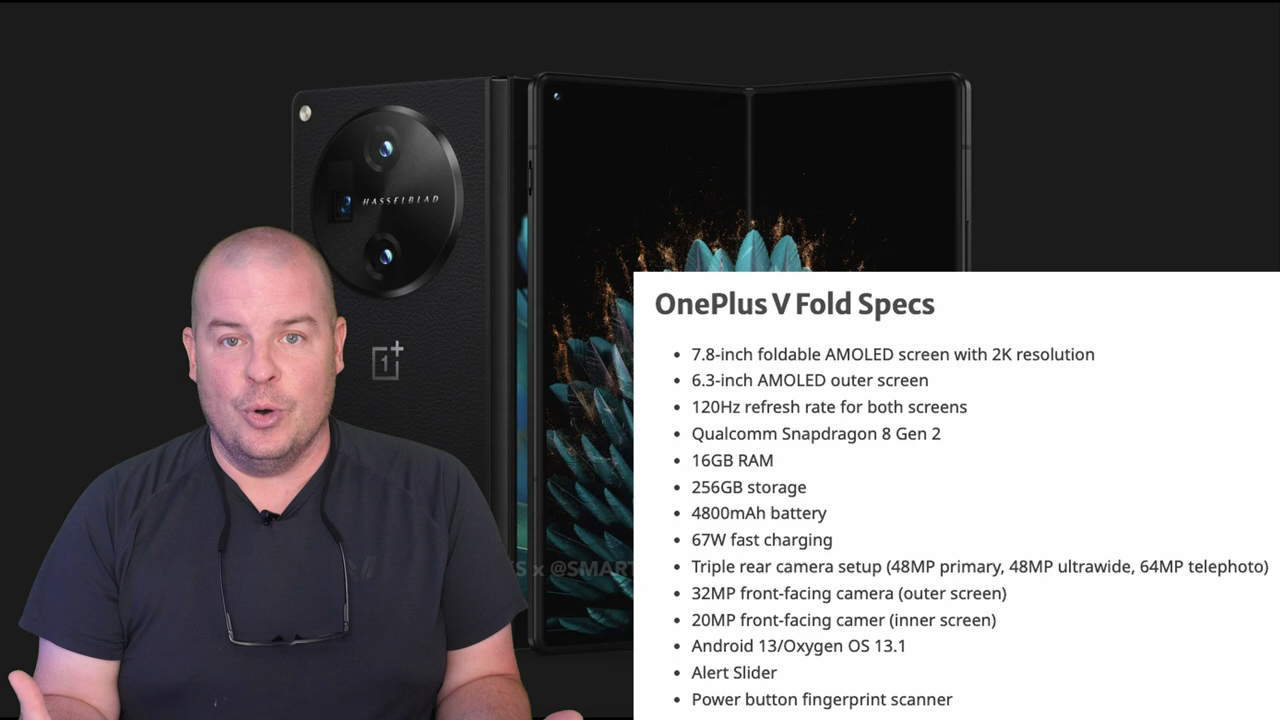 HASSELBLAD
1+
S x @SMART
OnePlus V Fold Specs
• 7.8-inch foldable AMOLED screen with 2K resolution
• 6.3-inch AMOLED outer screen
• 120Hz refresh rate for both screens
• Qualcomm Snapdragon 8 Gen 2
• 16GB RAM
• 256GB storage
• 4800mAh battery
• 67W fast charging
• Triple rear camera setup (48MP primary, 48MP ultrawide, 64MP telephoto)
• 32MP front-facing camera (outer screen)
• 20MP front-facing camer (inner screen)
• Android 13/Oxygen OS 13.1
• Alert Slider
• Power button fingerprint scanner